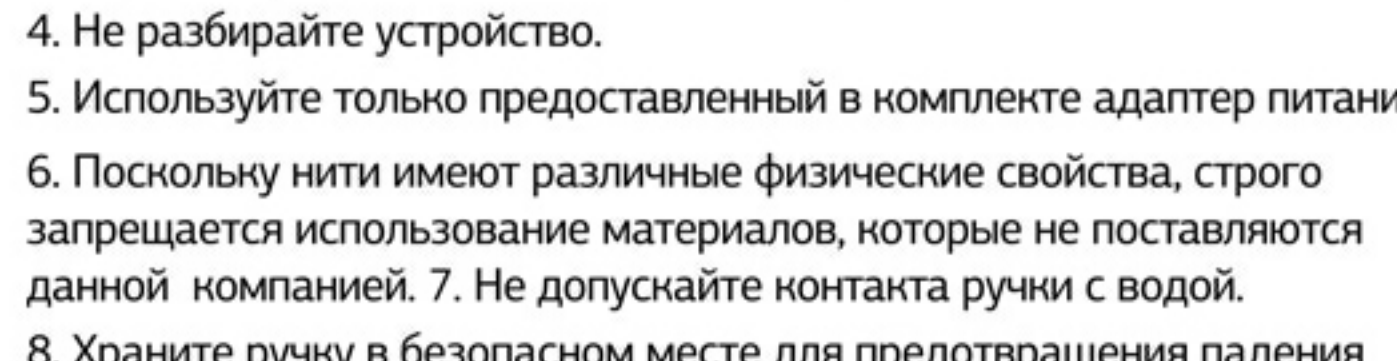 4. Не разбирайте устройство.
5. Используйте только предоставленный в комплекте адаптер питани
6. Поскольку нити имеют различные физические свойства, строго
запрещается использование материалов, которые не поставляются
данной  компанией. 7. Не допускайте контакта ручки с водой.
8. Храните ручку в безопасном месте для предотвращения падения